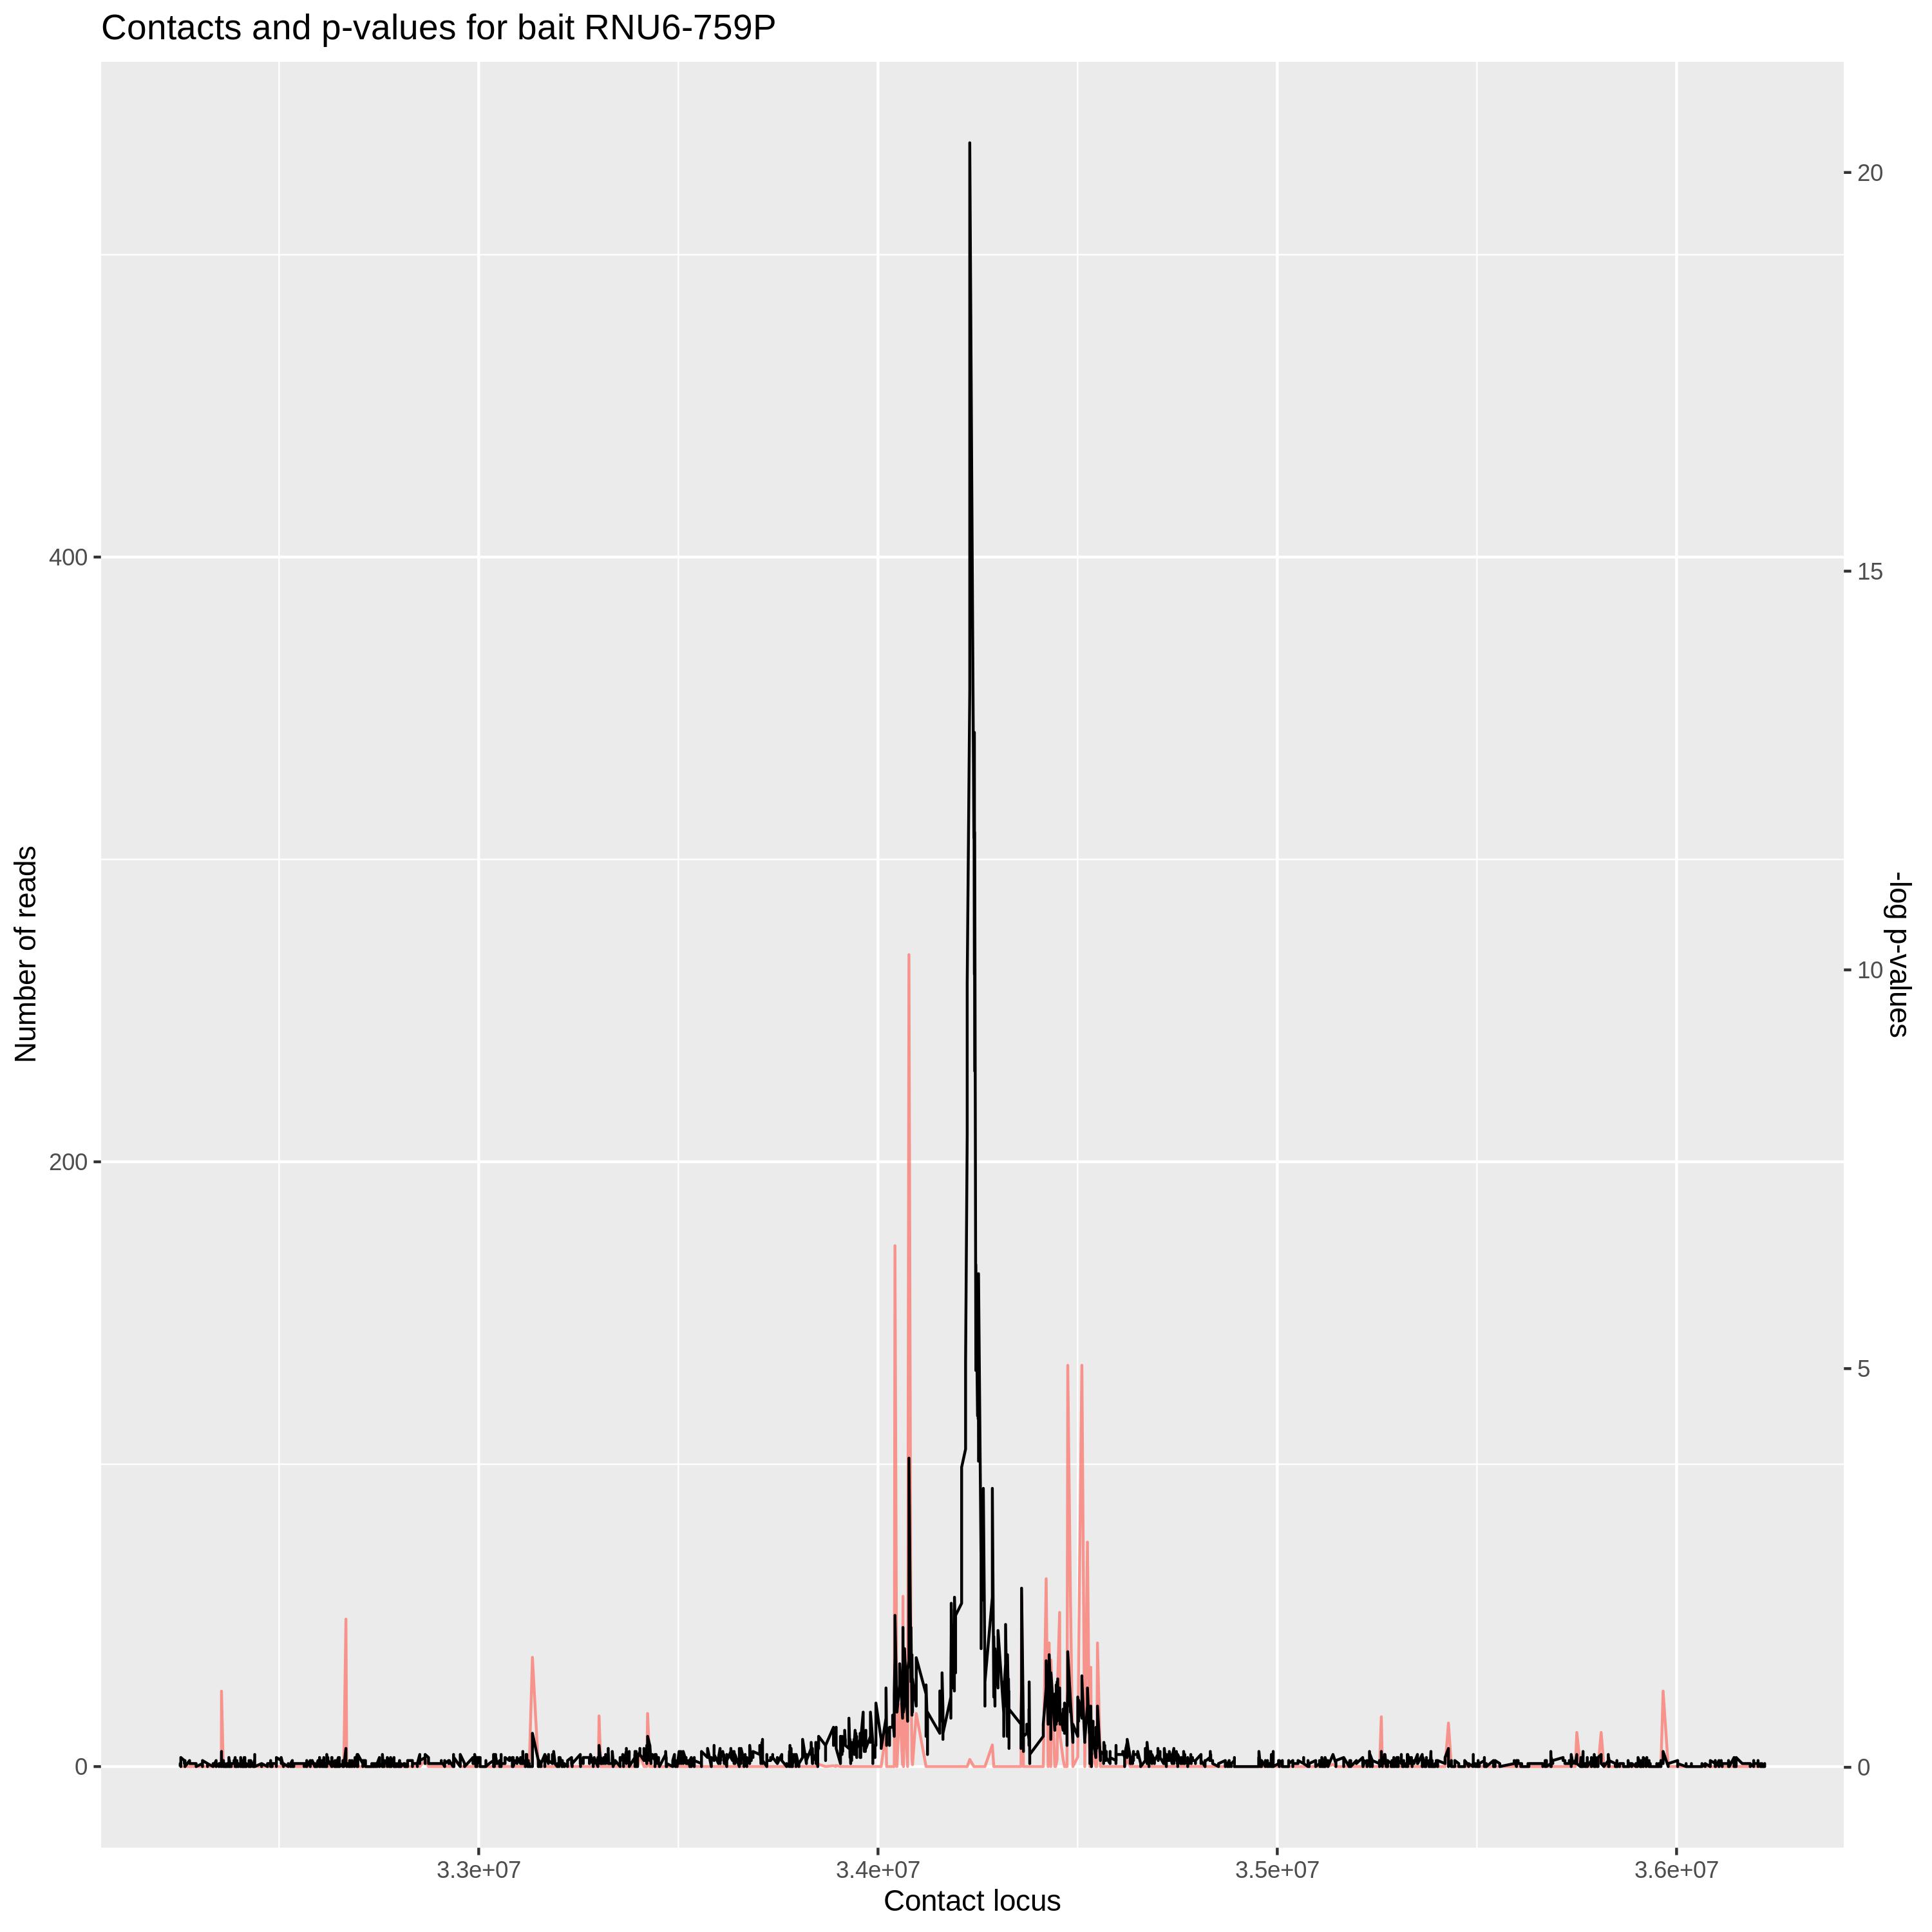 Contacts and p-values for bait RNU6-759P
Number of reads
400
200
0
20
15
10
5
0
-log p-values
3.3e+07 3.4e+07 3.5e+07 3.6e+07
Contact locus